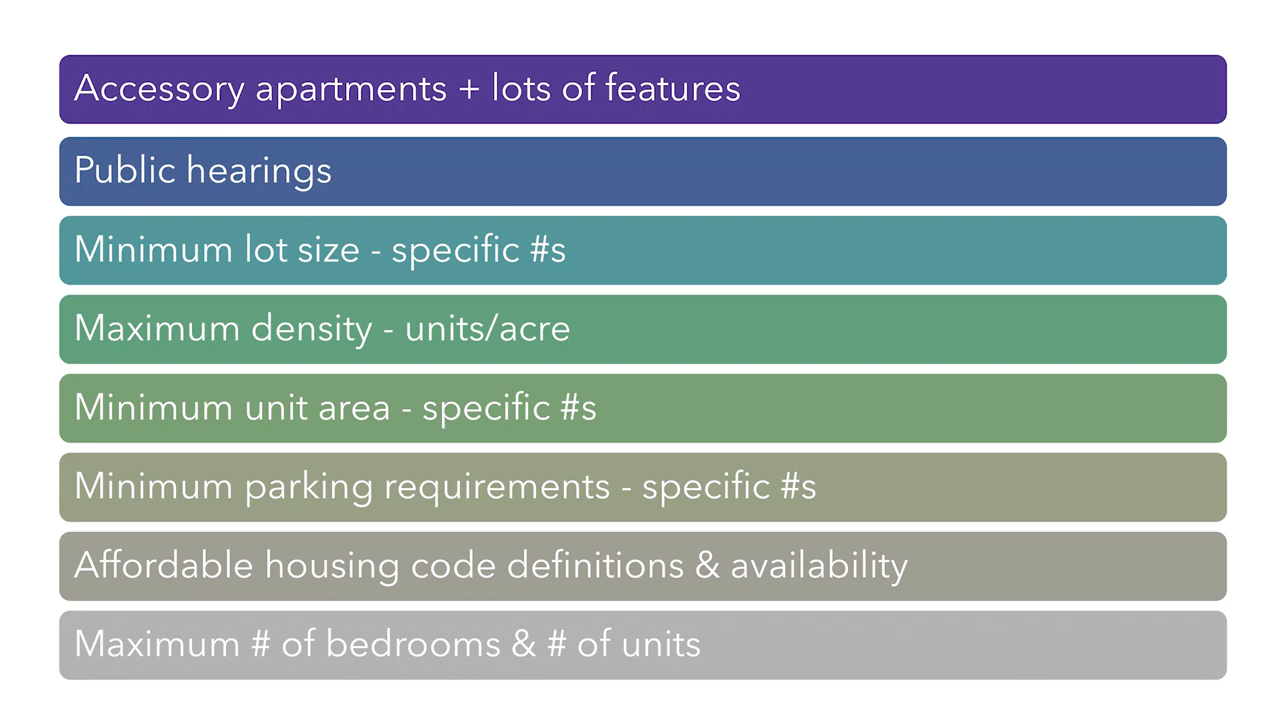 Accessory apartments + lots of features
Public hearings
Minimum lot size - specific #s
Maximum density - units/acre
Minimum unit area - specific #s
Minimum parking requirements - specific #s
Affordable housing code definitions & availability
Maximum # of bedrooms & # of units